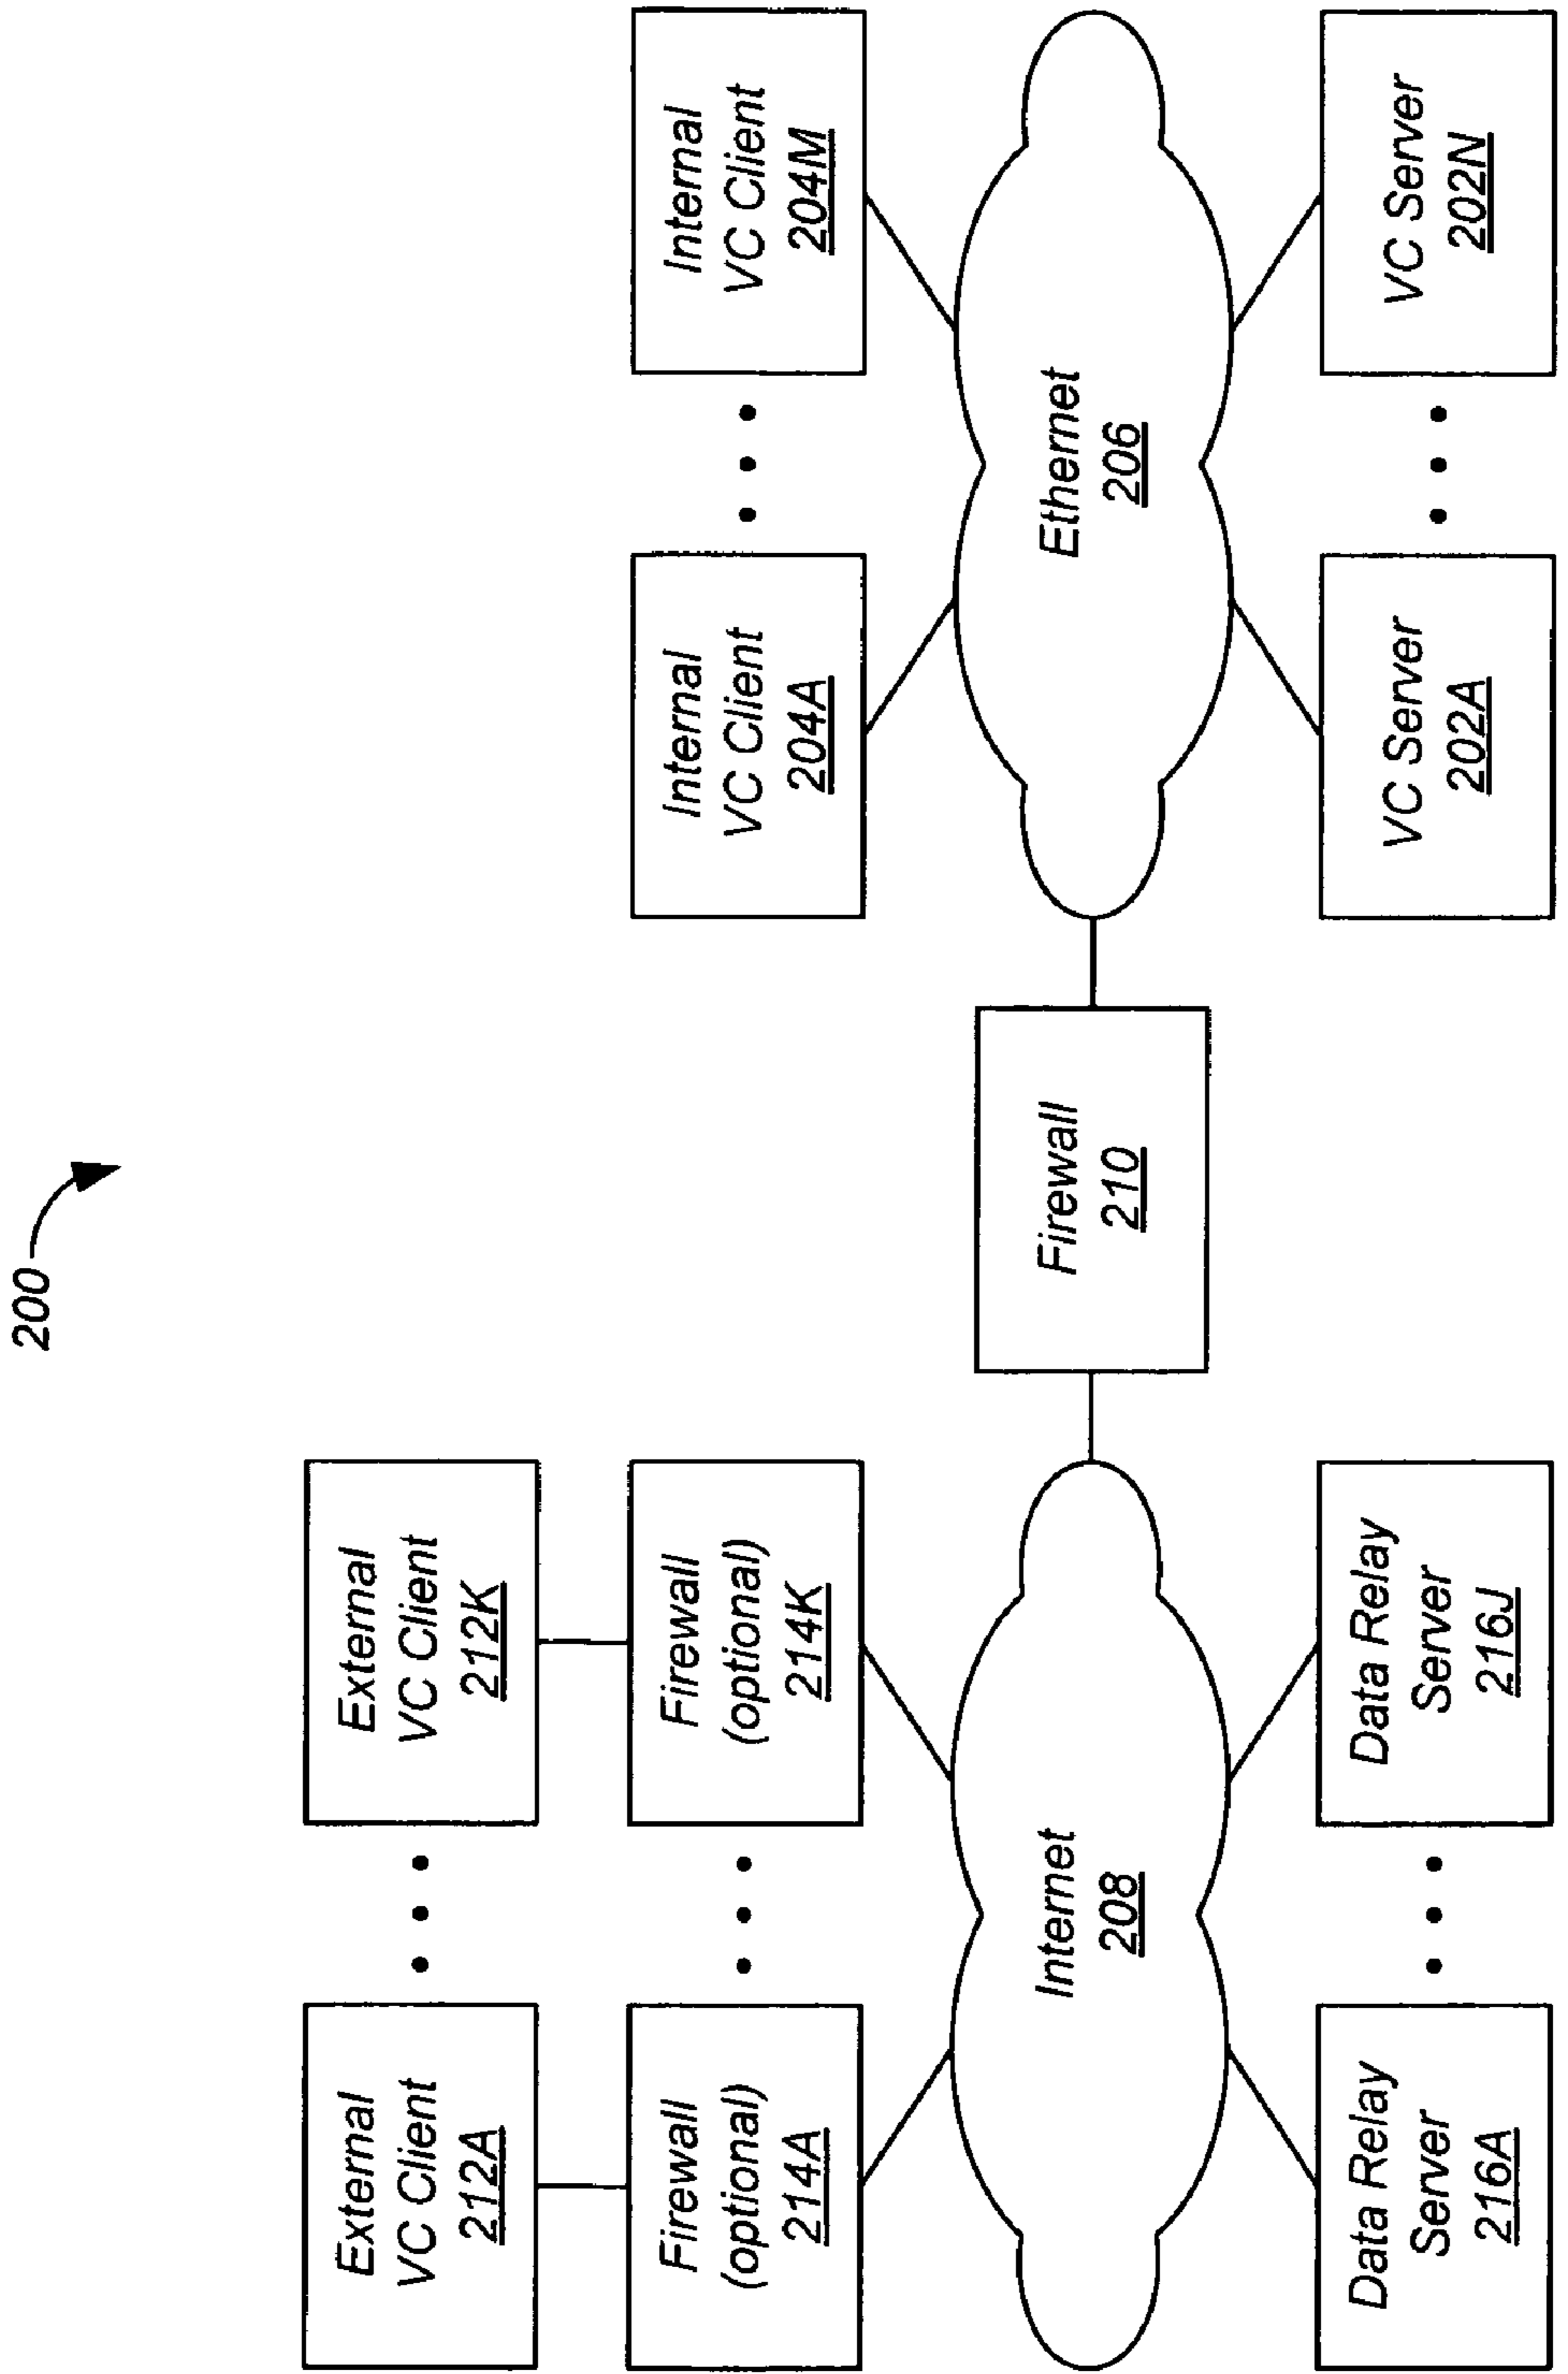 200
External
VC Client
212A
External
VC Client
212K
Firewall
(optional)
214A
Firewall
(optional)
214K
Internal
VC Client
204A
Internal
VC Client
204M
Internet
208
Firewall
210
Ethernet
206
Data Relay
Server
216A
Data Relay
Server
216J
VC Server
202A
VC Server
202N